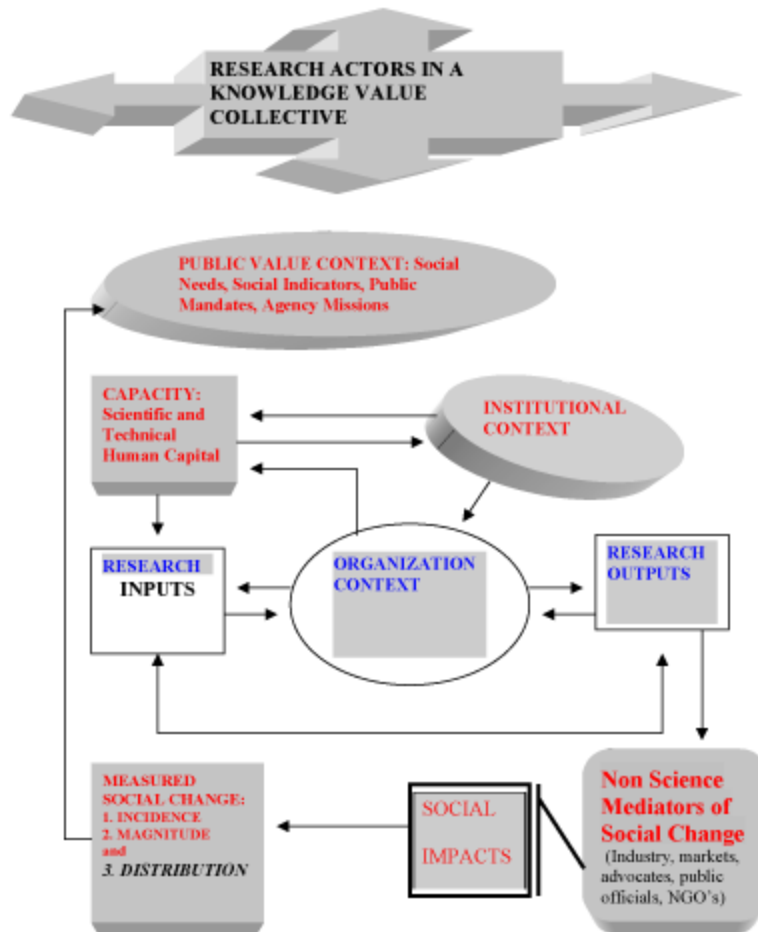 RESEARCH ACTORS IN A
KNOWLEDGE VALUE
COLLECTIVE
PUBLIC VALUE CONTEXT: Social
Needs, Social Indicators, Public
Mandates, Agency Missions
CAPACITY:
Scientific and
Technical
Human Capital
INSTITUTIONAL
CONTEXT
RESEARCH
INPUTS
ORGANIZATION
CONTEXT
RESEARCH
OUTPUTS
MEASURED
SOCIAL CHANGE:
1. INCIDENCE
2. MAGNITUDE
and
3. DISTRIBUTION
SOCIAL
IMPACTS
Non Science
Mediators of
Social Change
(Industry, markets,
advocates, public
officials, NGO's)